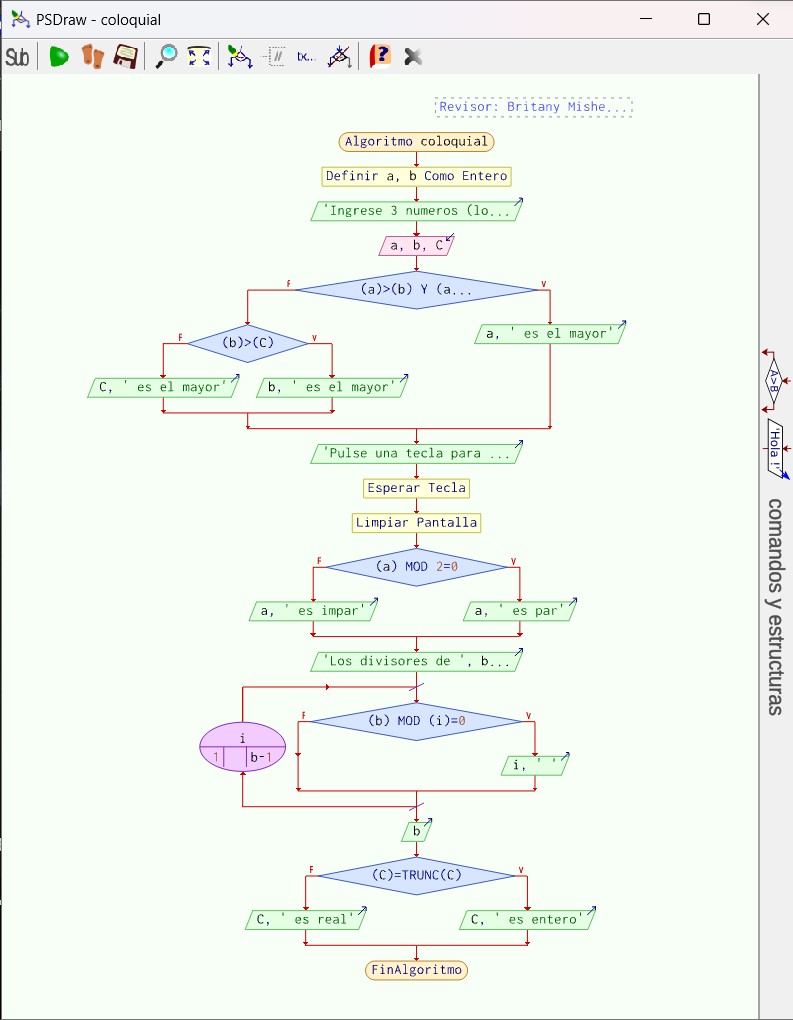 PSDraw - coloquial
Sub
tx...
?
Revisor: Britany Mishe...
Algoritmo coloquial
Definir a, b Como Entero
'Ingrese 3 numeros (lo...
a, b, C
F
(a)>(b) Y (a...
V
a, ' es el mayor'
F
(b)>(C)
V
C, ' es el mayor'
b, ' es el mayor'
'Pulse una tecla para ...
Esperar Tecla
Limpiar Pantalla
F
(a) MOD 2=0
V
a, ' es impar'
a, ' es par'
'Los divisores de ', b...
F
(b) MOD (i)=0
V
i
1
b-1
i, ' '
b
F
(C)=TRUNC(C)
V
C, ' es real'
C, ' es entero'
FinAlgoritmo
A>B
'Hola !'
comandos y estructuras